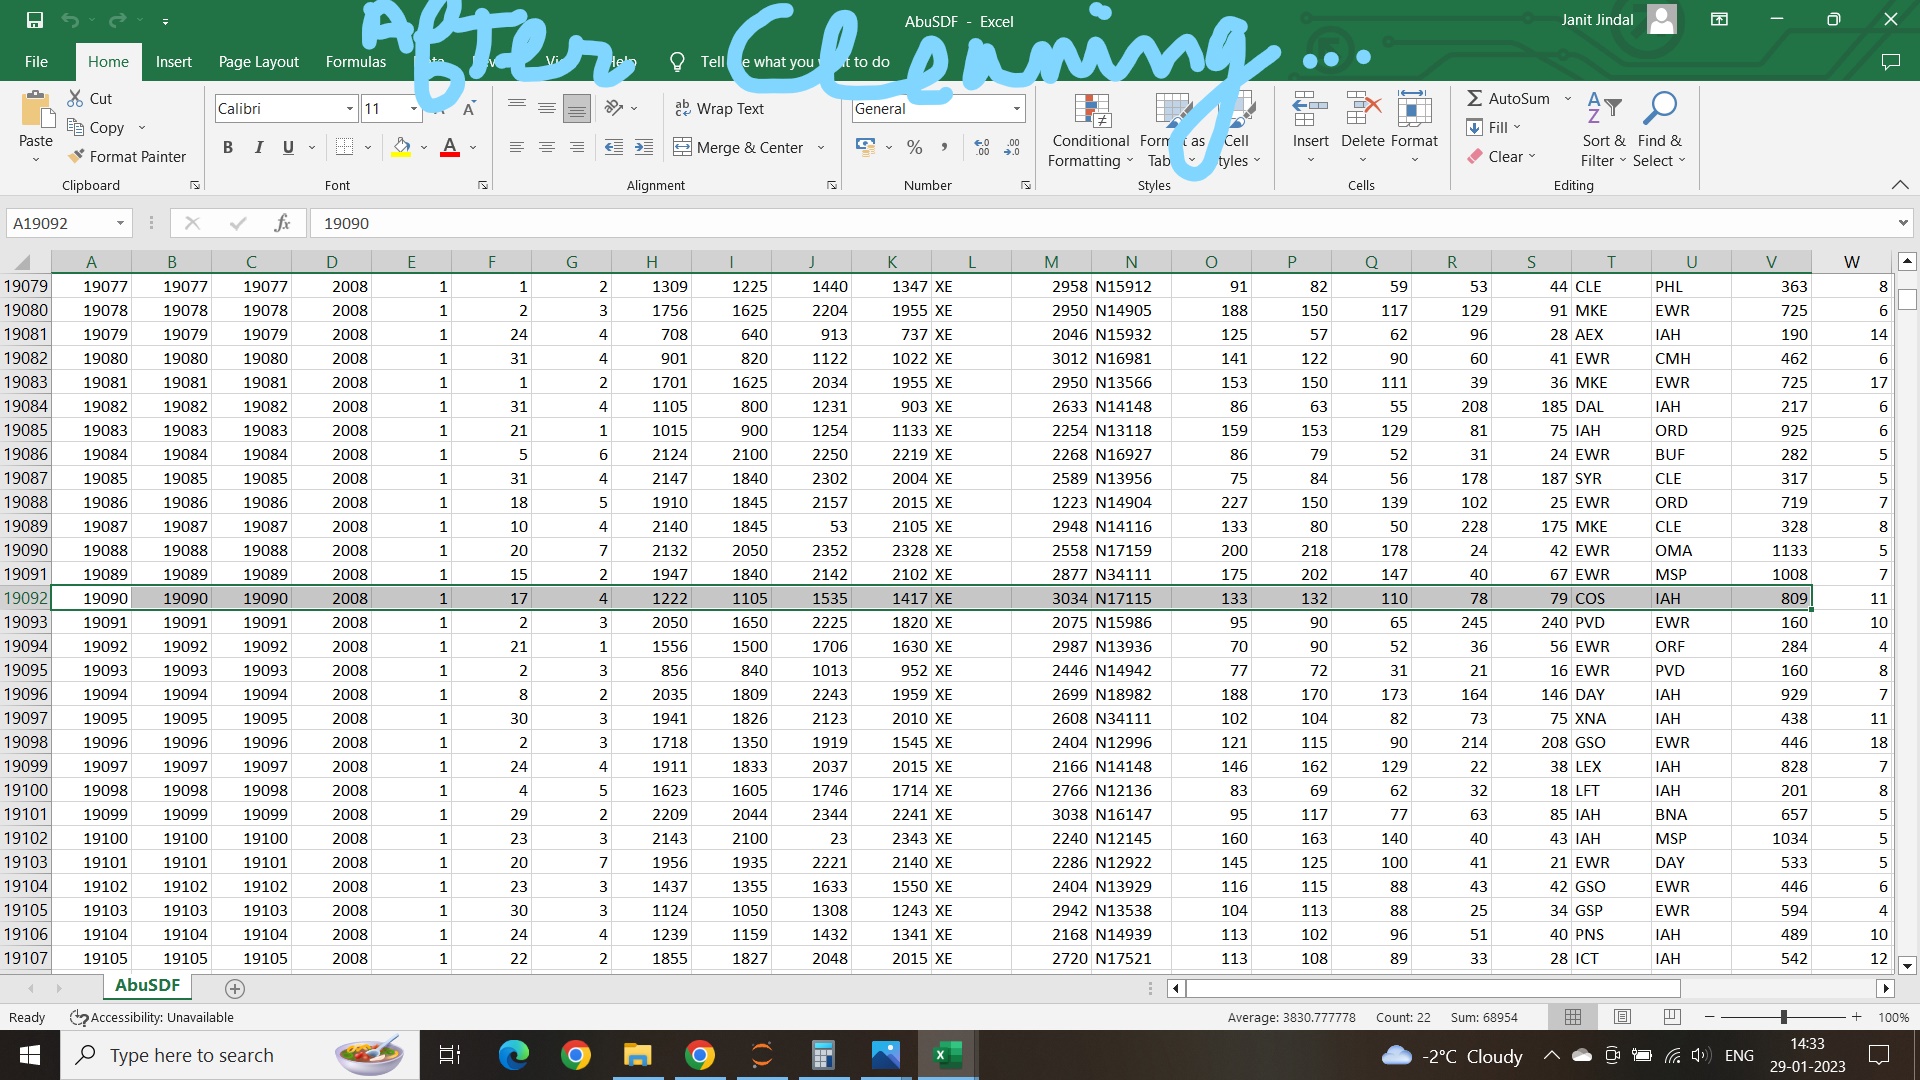 After Cleaning...
AbuSDF - Excel
Janit Jindal
File Home Insert Page Layout Formulas Help Tell me what you to do
Paste Cut Copy Format Painter Clipboard
Calibri 11 B I U A Font
Wrap Text Merge & Center Alignment
General % , Number
Conditional Formatting Format as Cell Styles
Insert Delete Format Cells
AutoSum Fill Clear Sort & Filter Find & Select Editing
A19092 fx 19090
A B C D E F G H I J K L M N O P Q R S T U V W
19079 19077 19077 19077 2008 1 1 2 1309 1225 1440 1347 XE 2958 N15912 91 82 59 53 44 CLE PHL 363 8
19080 19078 19078 19078 2008 1 2 3 1756 1625 2204 1955 XE 2950 N14905 188 150 117 129 91 MKE EWR 725 6
19081 19079 19079 19079 2008 1 24 4 708 640 913 737 XE 2046 N15932 125 57 62 96 28 AEX IAH 190 14
19082 19080 19080 19080 2008 1 31 4 901 820 1122 1022 XE 3012 N16981 141 122 90 60 41 EWR CMH 462 6
19083 19081 19081 19081 2008 1 1 2 1701 1625 2034 1955 XE 2950 N13566 153 150 111 39 36 MKE EWR 725 17
19084 19082 19082 19082 2008 1 31 4 1105 800 1231 903 XE 2633 N14148 86 63 55 208 185 DAL IAH 217 6
19085 19083 19083 19083 2008 1 21 1 1015 900 1254 1133 XE 2254 N13118 159 153 129 81 75 IAH ORD 925 6
19086 19084 19084 19084 2008 1 5 6 2124 2100 2250 2219 XE 2268 N16927 86 79 52 31 24 EWR BUF 282 5
19087 19085 19085 19085 2008 1 31 4 2147 1840 2302 2004 XE 2589 N13956 75 84 56 178 187 SYR CLE 317 5
19088 19086 19086 19086 2008 1 18 5 1910 1845 2157 2015 XE 1223 N14904 227 150 139 102 25 EWR ORD 719 7
19089 19087 19087 19087 2008 1 10 4 2140 1845 53 2105 XE 2948 N14116 133 80 50 228 175 MKE CLE 328 8
19090 19088 19088 19088 2008 1 20 7 2132 2050 2352 2328 XE 2558 N17159 200 218 178 24 42 EWR OMA 1133 5
19091 19089 19089 19089 2008 1 15 2 1947 1840 2142 2102 XE 2877 N34111 175 202 147 40 67 EWR MSP 1008 7
19092 19090 19090 19090 2008 1 17 4 1222 1105 1535 1417 XE 3034 N17115 133 132 110 78 79 COS IAH 809 11
19093 19091 19091 19091 2008 1 2 3 2050 1650 2225 1820 XE 2075 N15986 95 90 65 245 240 PVD EWR 160 10
19094 19092 19092 19092 2008 1 21 1 1556 1500 1706 1630 XE 2987 N13936 70 90 52 36 56 EWR ORF 284 4
19095 19093 19093 19093 2008 1 2 3 856 840 1013 952 XE 2446 N14942 77 72 31 21 16 EWR PVD 160 8
19096 19094 19094 19094 2008 1 8 2 2035 1809 2243 1959 XE 2699 N18982 188 170 173 164 146 DAY IAH 929 7
19097 19095 19095 19095 2008 1 30 3 1941 1826 2123 2010 XE 2608 N34111 102 104 82 73 75 XNA IAH 438 11
19098 19096 19096 19096 2008 1 2 3 1718 1350 1919 1545 XE 2404 N12996 121 115 90 214 208 GSO EWR 446 18
19099 19097 19097 19097 2008 1 24 4 1911 1833 2037 2015 XE 2166 N14148 146 162 129 22 38 LEX IAH 828 7
19100 19098 19098 19098 2008 1 4 5 1623 1605 1746 1714 XE 2766 N12136 83 69 62 32 18 LFT IAH 201 8
19101 19099 19099 19099 2008 1 29 2 2209 2044 2344 2241 XE 3038 N16147 95 117 77 63 85 IAH BNA 657 5
19102 19100 19100 19100 2008 1 23 3 2143 2100 23 2343 XE 2240 N12145 160 163 140 40 43 IAH MSP 1034 5
19103 19101 19101 19101 2008 1 20 7 1956 1935 2221 2140 XE 2286 N12922 145 125 100 41 21 EWR DAY 533 5
19104 19102 19102 19102 2008 1 23 3 1437 1355 1633 1550 XE 2404 N13929 116 115 88 43 42 GSO EWR 446 6
19105 19103 19103 19103 2008 1 30 3 1124 1050 1308 1243 XE 2942 N13538 104 113 88 25 34 GSP EWR 594 4
19106 19104 19104 19104 2008 1 24 4 1239 1159 1432 1341 XE 2168 N14939 113 102 96 51 40 PNS IAH 489 10
19107 19105 19105 19105 2008 1 22 2 1855 1827 2048 2015 XE 2720 N17521 113 108 89 33 28 ICT IAH 542 12
AbuSDF
Ready Accessibility: Unavailable Average: 3830.777778 Count: 22 Sum: 68954 100%
Type here to search -2°C Cloudy ENG 14:33
29-01-2023